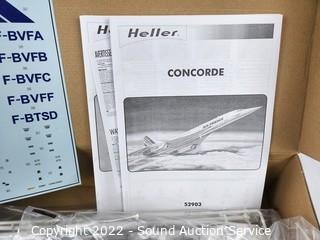 F-BVFA
F-BVFB
F-BVFC
F-BVFF
F-BTSD
Heller
CONCORDE
52903
Copyright 2022 - Sound Auction Service